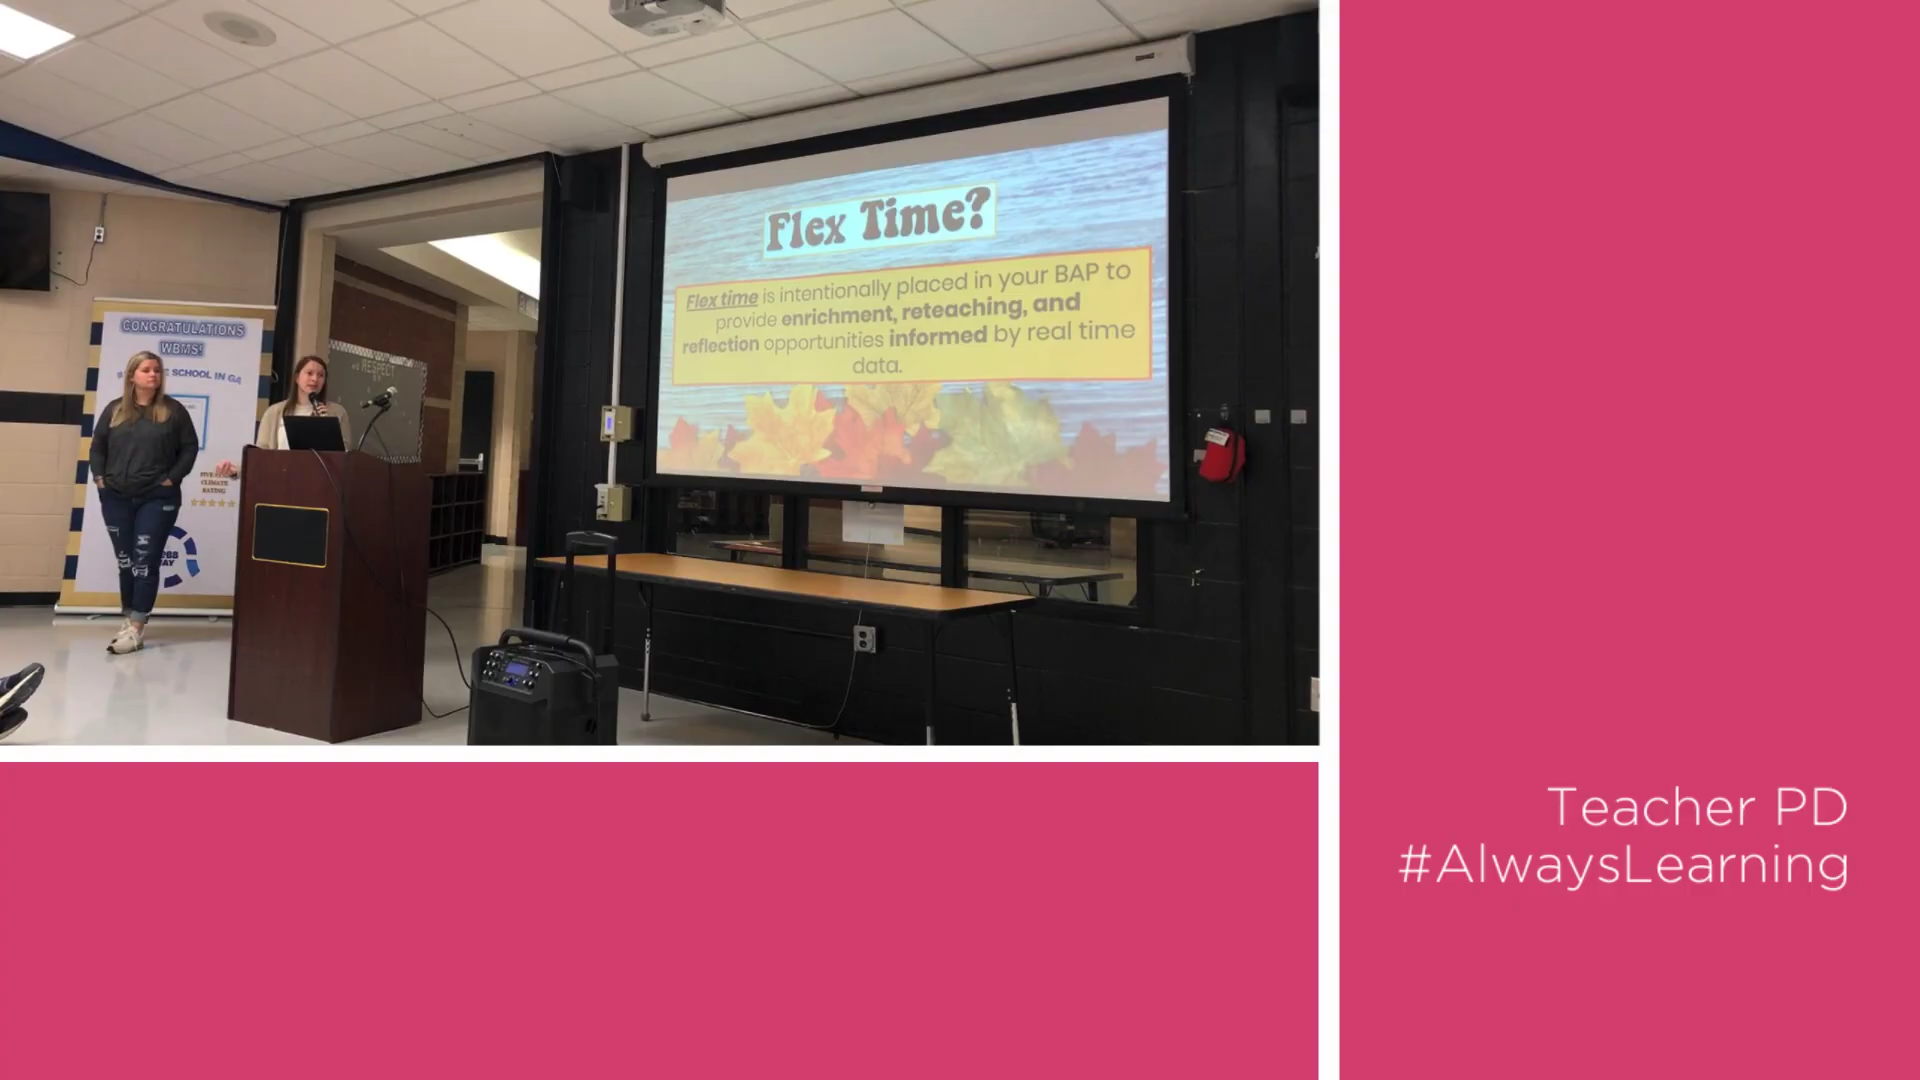 CONGRATULATIONS
WBMS!
SCHOOL IN GA
FIVE
CLIMATE
RATING
RESPECT
Flex Time?
Flex time is intentionally placed in your BAP to
provide enrichment, reteaching, and
reflection opportunities informed by real time
data.
Teacher PD
#AlwaysLearning